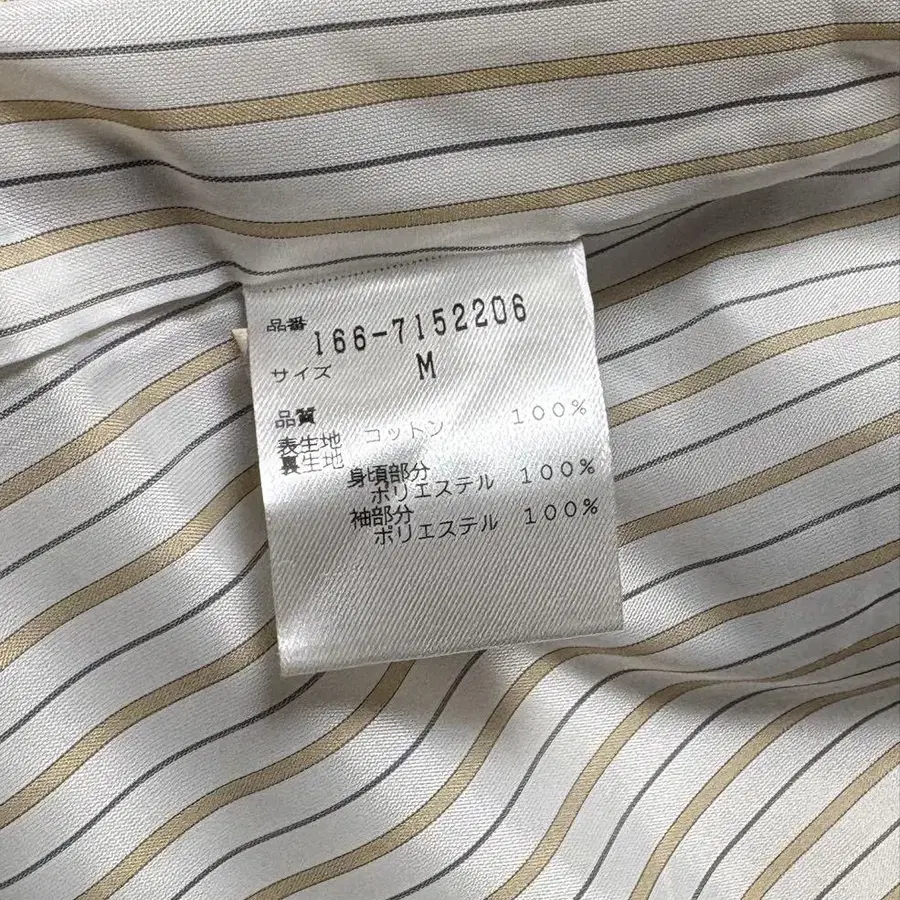 品番
166-7152206
サイズ M
品質
表生地 コットン 100%
裏生地
身頃部分
ポリエステル 100%
袖部分
ポリエステル 100%